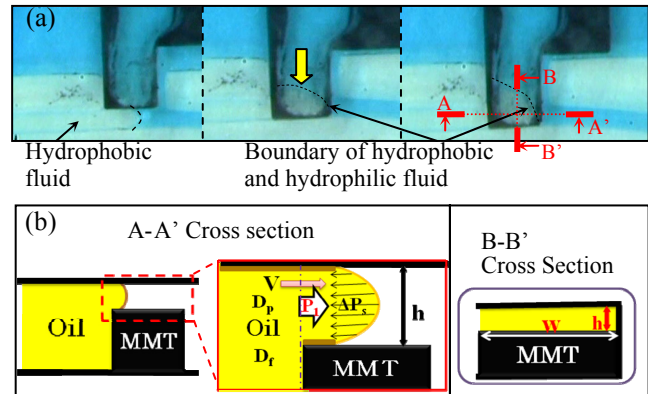 (a)
B
A
A'
B'
Hydrophobic
fluid
Boundary of hydrophobic
and hydrophilic fluid
(b)
A-A' Cross section
B-B'
Cross Section
Oil
MMT
V
Dp
P1
ΔPs
h
Oil
Df
MMT
h
W
MMT